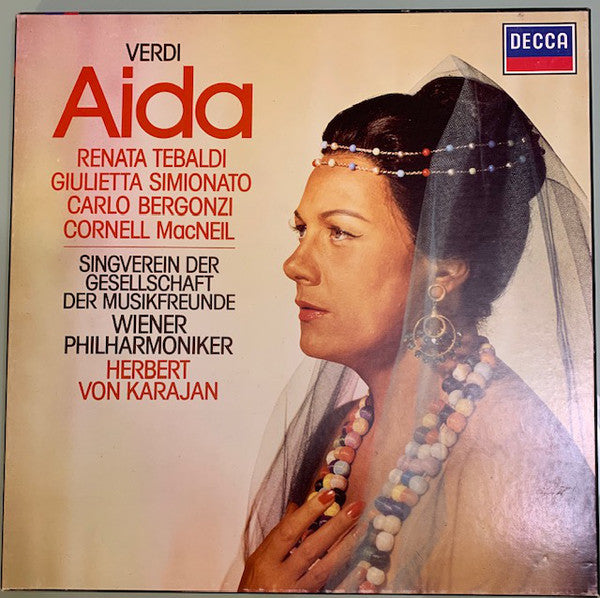 DECCA
VERDI
Aida
RENATA TEBALDI
GIULIETTA SIMIONATO
CARLO BERGONZI
CORNELL MacNEIL
SINGVEREIN DER
GESELLSCHAFT
DER MUSIKFREUNDE
WIENER
PHILHARMONIKER
HERBERT
VON KARAJAN